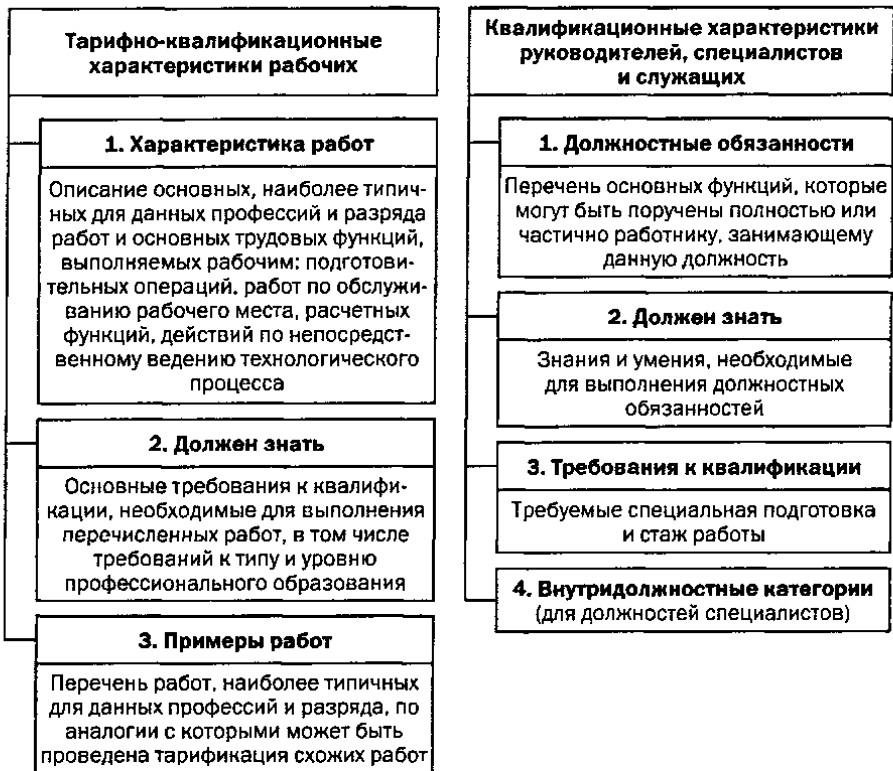 Тарифно-квалификационные
характеристики рабочих
1. Характеристика работ
Описание основных, наиболее типич-
ных для данных профессий и разряда
работ и основных трудовых функций,
выполняемых рабочим: подготови-
тельных операций, работ по обслужи-
ванию рабочего места, расчетных
функций, действий по непосредст-
венному ведению технологического
процесса
2. Должен знать
Основные требования к квалифи-
кации, необходимые для выполнения
перечисленных работ, в том числе
требований к типу и уровню
профессионального образования
3. Примеры работ
Перечень работ, наиболее типичных
для данных профессий и разряда, по
аналогии с которыми может быть
проведена тарификация схожих работ
Квалификационные характеристики
руководителей, специалистов
и служащих
1. Должностные обязанности
Перечень основных функций, которые
могут быть поручены полностью или
частично работнику, занимающему
данную должность
2. Должен знать
Знания и умения, необходимые
для выполнения должностных
обязанностей
3. Требования к квалификации
Требуемые специальная подготовка
и стаж работы
4. Внутридолжностные категории
(для должностей специалистов)